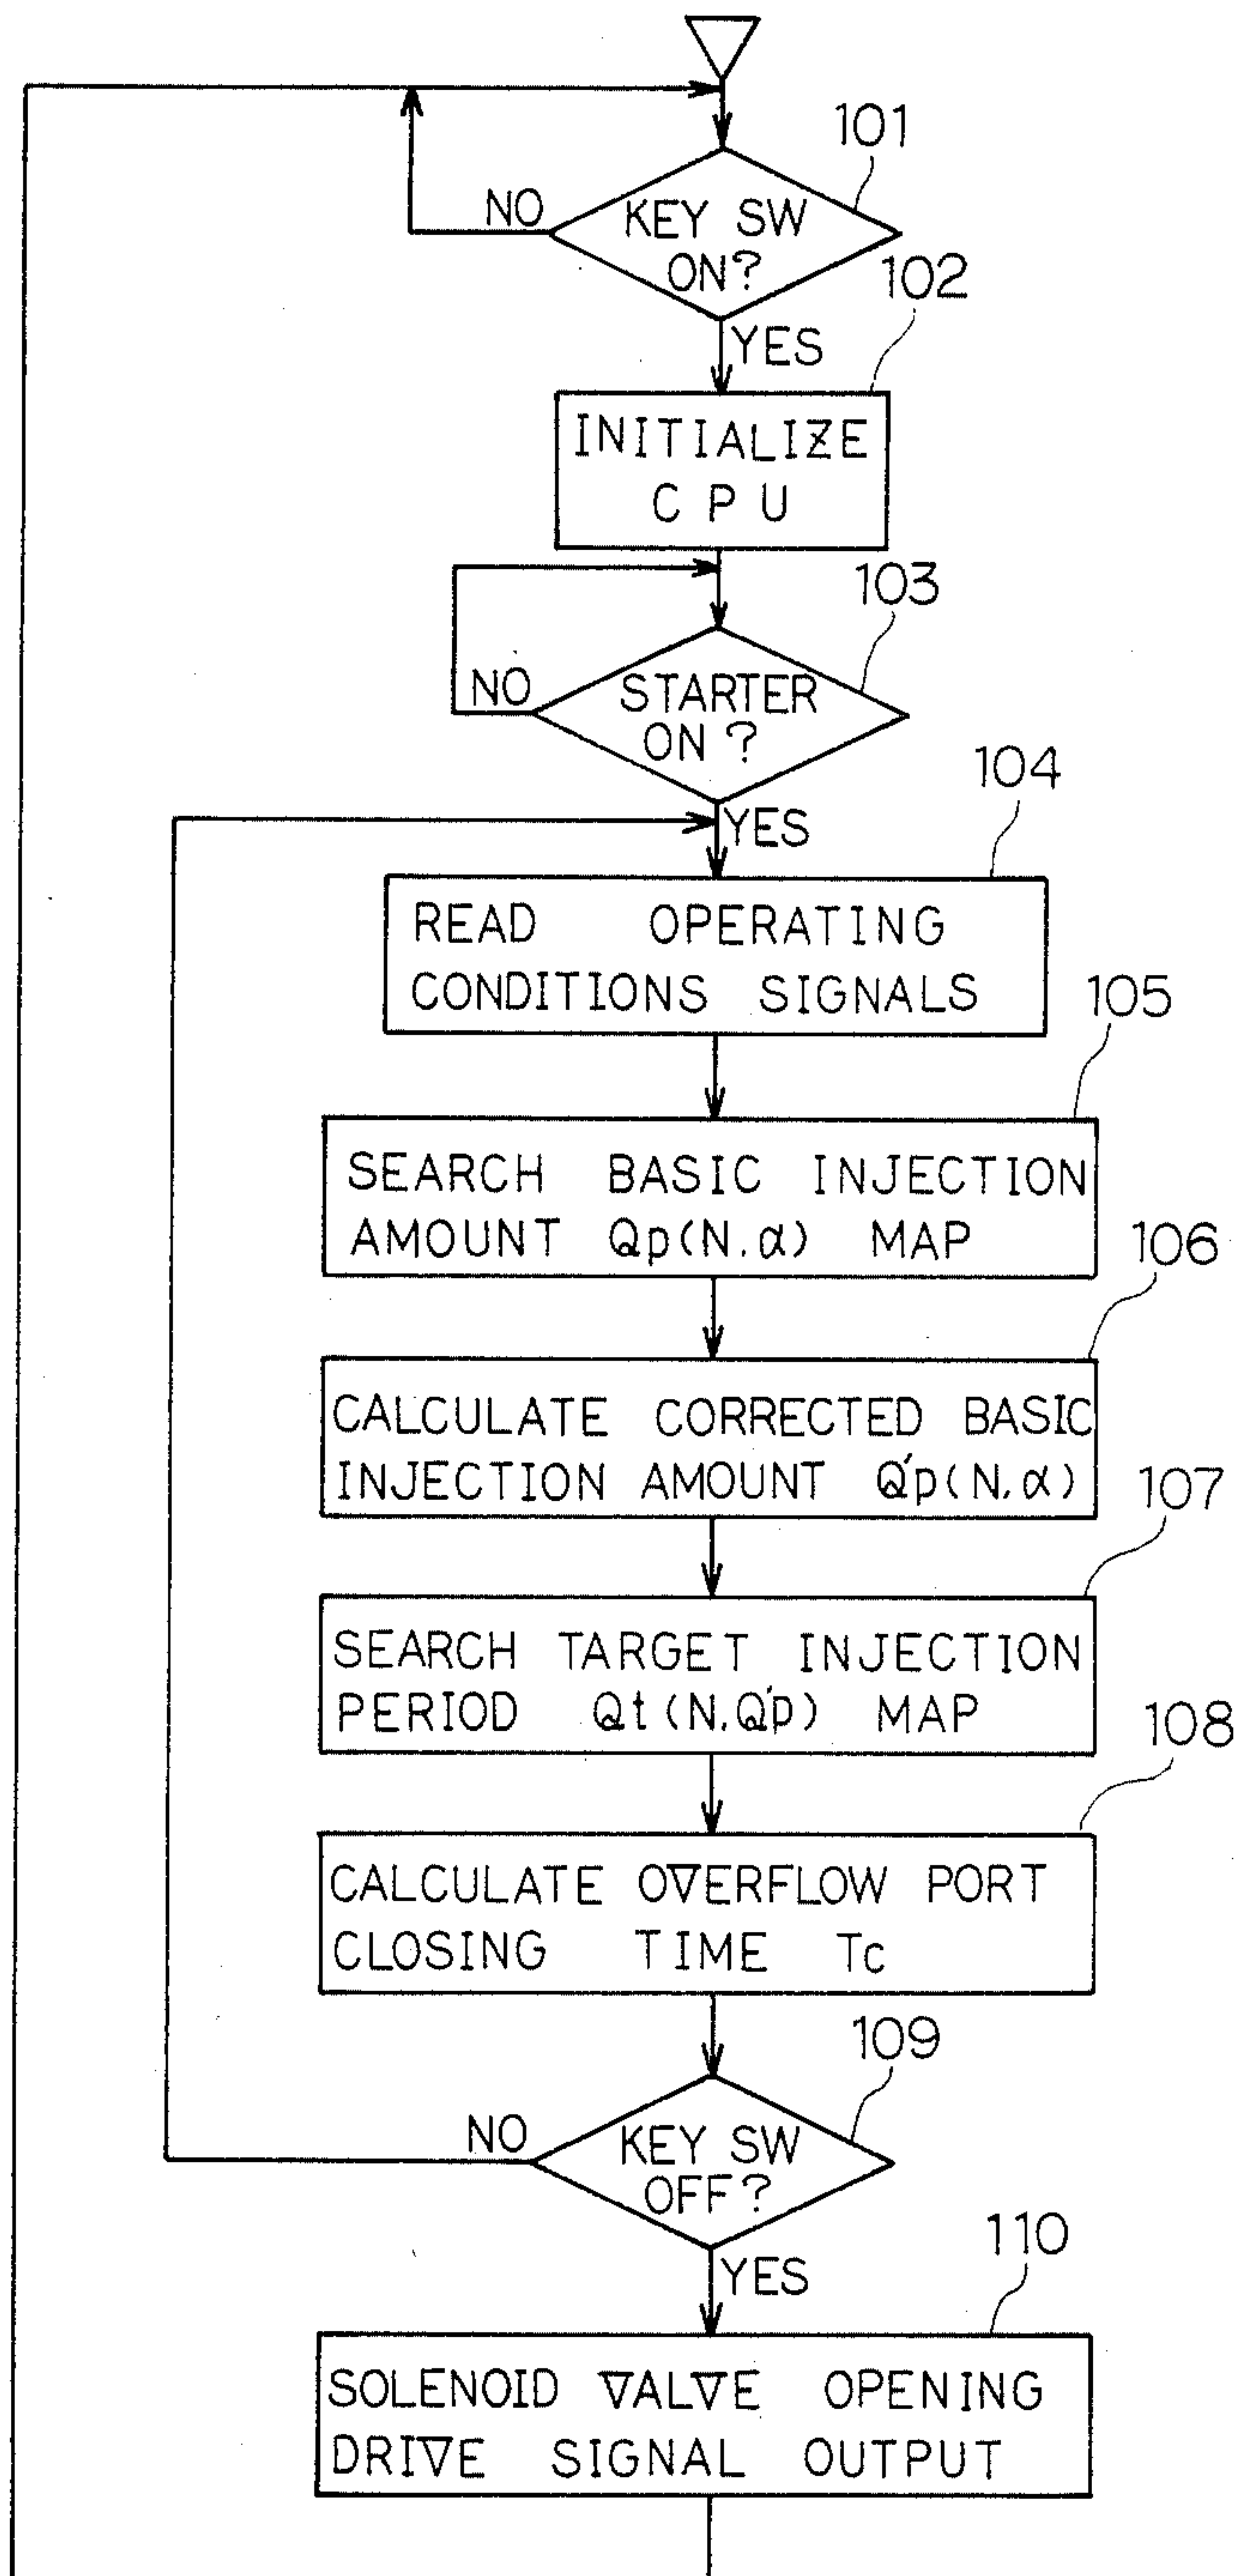 101
NO
KEY SW
ON?
102
YES
INITIALIZE
CPU
103
NO
STARTER
ON?
104
YES
READ OPERATING
CONDITIONS SIGNALS
105
SEARCH BASIC INJECTION
AMOUNT Qp(N.α) MAP
106
CALCULATE CORRECTED BASIC
INJECTION AMOUNT Q'p(N.α)
107
SEARCH TARGET INJECTION
PERIOD Qt(N.Q'p) MAP
108
CALCULATE OVERFLOW PORT
CLOSING TIME Tc
109
NO
KEY SW
OFF?
110
YES
SOLENOID VALVE OPENING
DRIVE SIGNAL OUTPUT